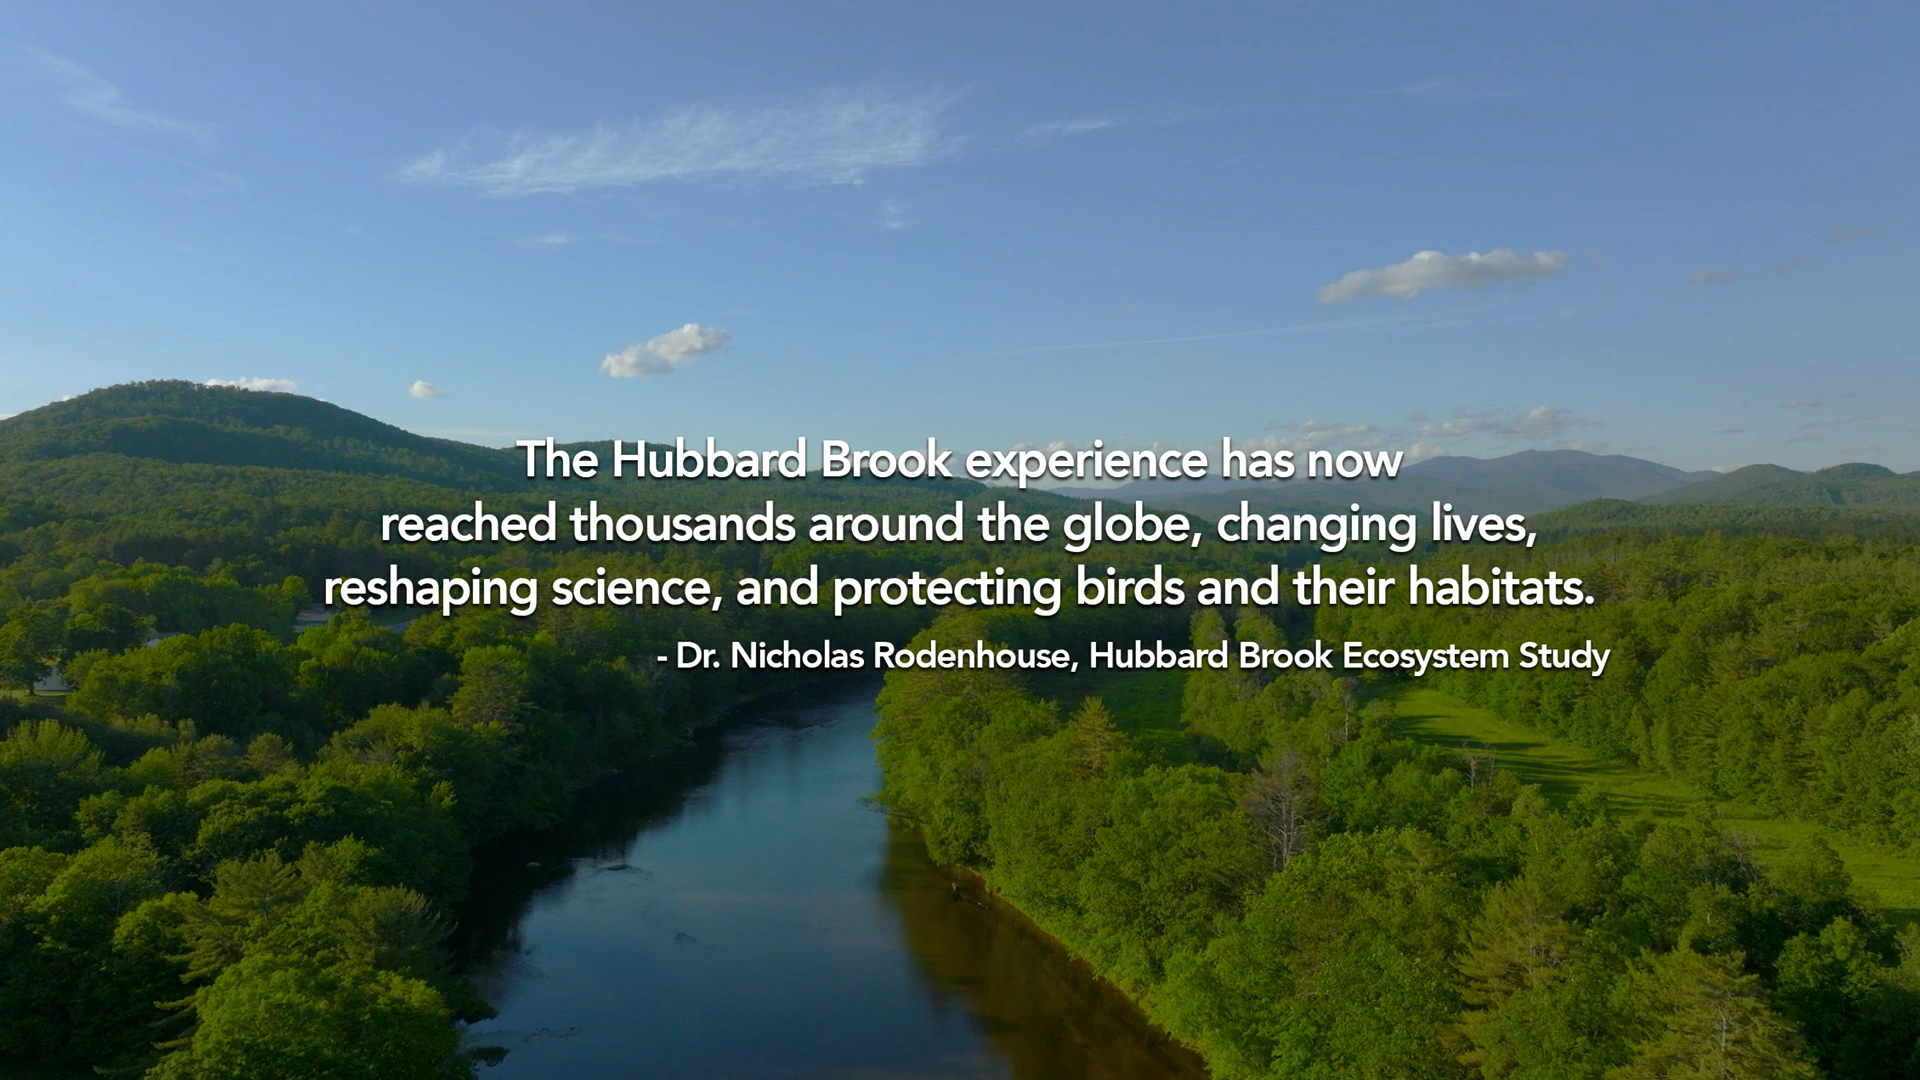 The Hubbard Brook experience has now
reached thousands around the globe, changing lives,
reshaping science, and protecting birds and their habitats.
- Dr. Nicholas Rodenhouse, Hubbard Brook Ecosystem Study